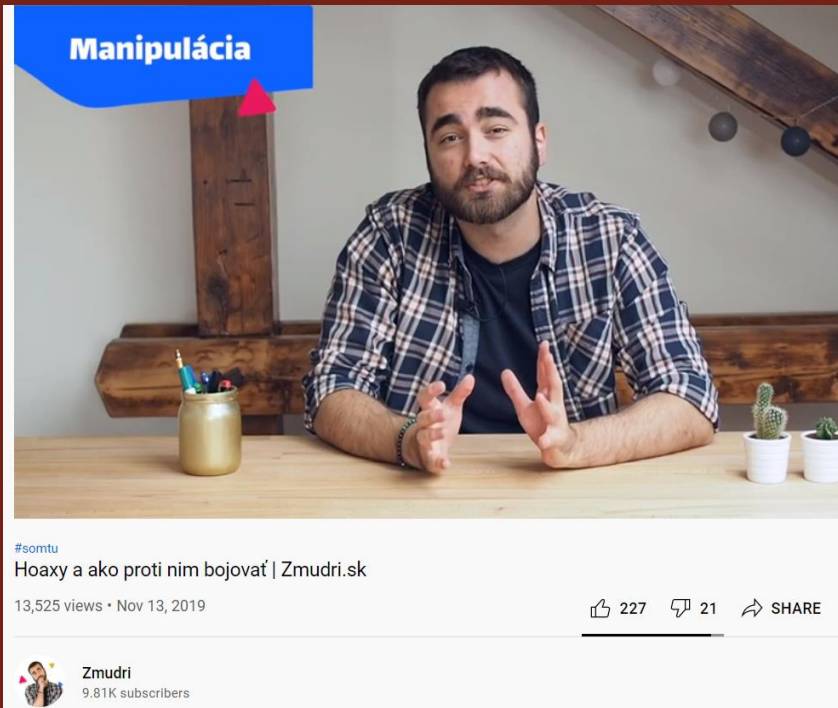 Manipulácia
#somtu
Hoaxy a ako proti nim bojovať | Zmudri.sk
13,525 views • Nov 13, 2019
227 21 SHARE
Zmudri
9.81K subscribers